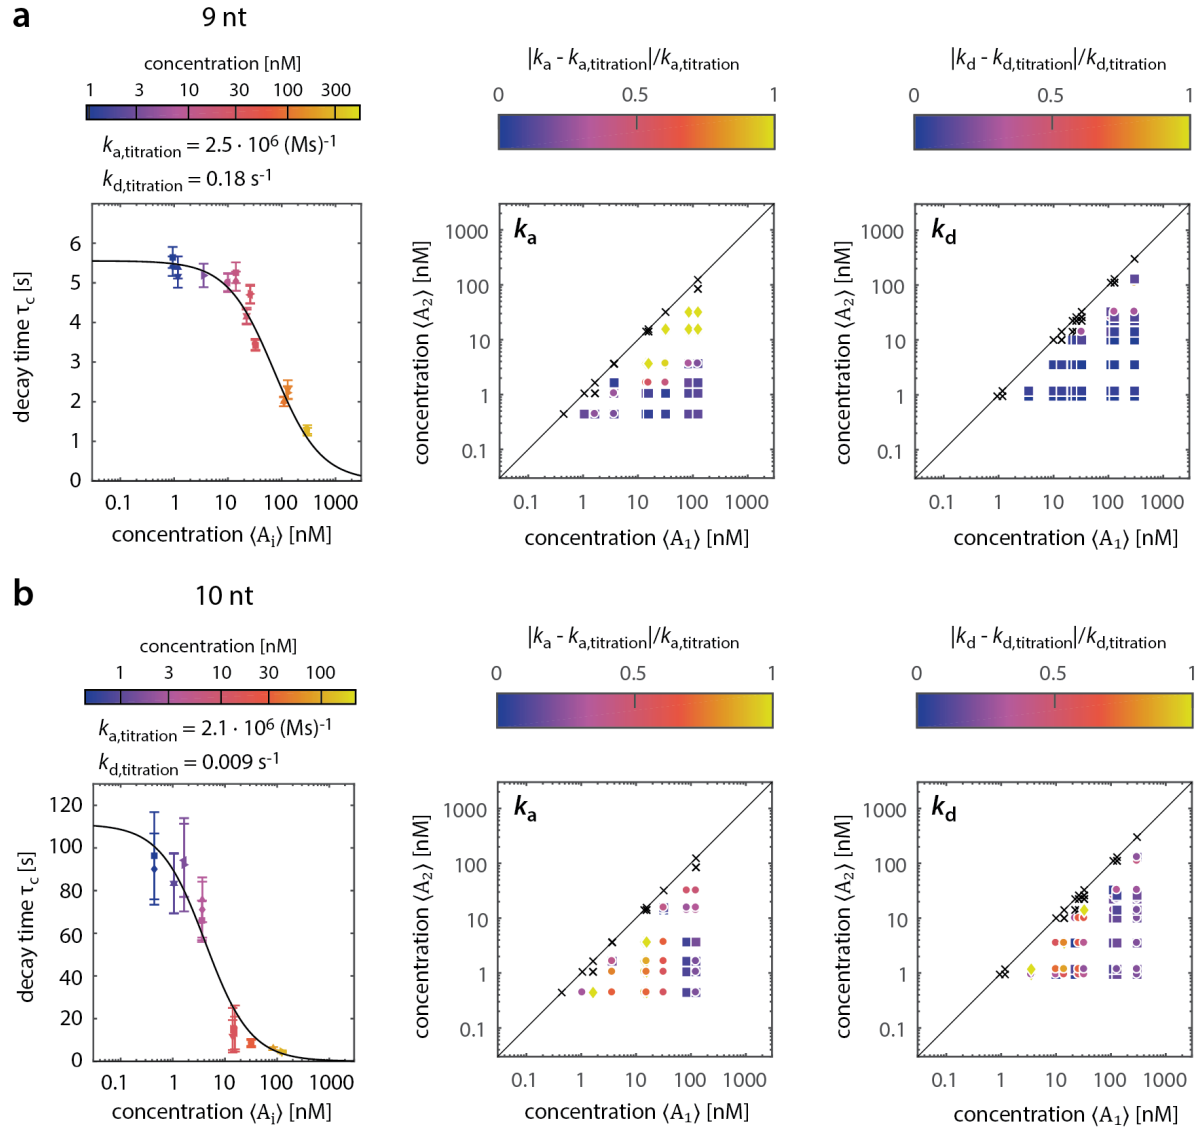 a
9 nt
concentration [nM]
1 3 10 30 100 300
k_a,titration = 2.5 · 10⁶ (Ms)⁻¹
k_d,titration = 0.18 s⁻¹
6
5
4
3
2
1
0
decay time τ_c [s]
0.1 1 10 100 1000
concentration ⟨A_i⟩ [nM]
|k_a - k_a,titration|/k_a,titration
0 0.5 1
k_a
1000
100
10
1
0.1
concentration ⟨A_2⟩ [nM]
0.1 1 10 100 1000
concentration ⟨A_1⟩ [nM]
|k_d - k_d,titration|/k_d,titration
0 0.5 1
k_d
1000
100
10
1
0.1
concentration ⟨A_2⟩ [nM]
0.1 1 10 100 1000
concentration ⟨A_1⟩ [nM]
b
10 nt
concentration [nM]
1 3 10 30 100
k_a,titration = 2.1 · 10⁶ (Ms)⁻¹
k_d,titration = 0.009 s⁻¹
120
100
80
60
40
20
0
decay time τ_c [s]
0.1 1 10 100 1000
concentration ⟨A_i⟩ [nM]
|k_a - k_a,titration|/k_a,titration
0 0.5 1
k_a
1000
100
10
1
0.1
concentration ⟨A_2⟩ [nM]
0.1 1 10 100 1000
concentration ⟨A_1⟩ [nM]
|k_d - k_d,titration|/k_d,titration
0 0.5 1
k_d
1000
100
10
1
0.1
concentration ⟨A_2⟩ [nM]
0.1 1 10 100 1000
concentration ⟨A_1⟩ [nM]